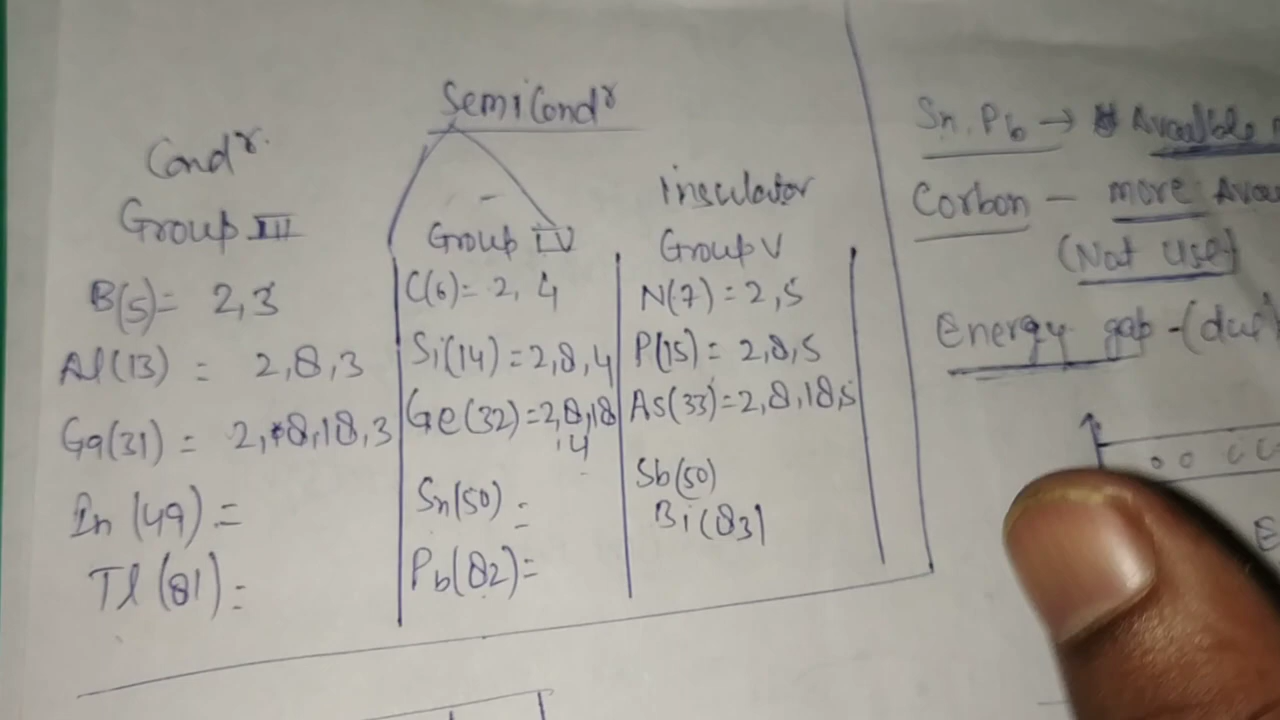 Semicondr
Condr.
Group III
B(5)= 2,3
Al(13) = 2,8,3
Ga(31) = 2,8,18,3
In (49) =
Tl (81) =
Group IV
C(6)= 2, 4
Si(14) = 2,8,4
Ge(32) = 2,8,18
,4
Sn(50) =
Pb(82)=
insulator
Group V
N(7) = 2,5
P(15) = 2,8,5
As(33) = 2,8,18,5
Sb(50)
Bi(83)
Sn, Pb →
Corbon - more
(Not Use)
Energy gap -